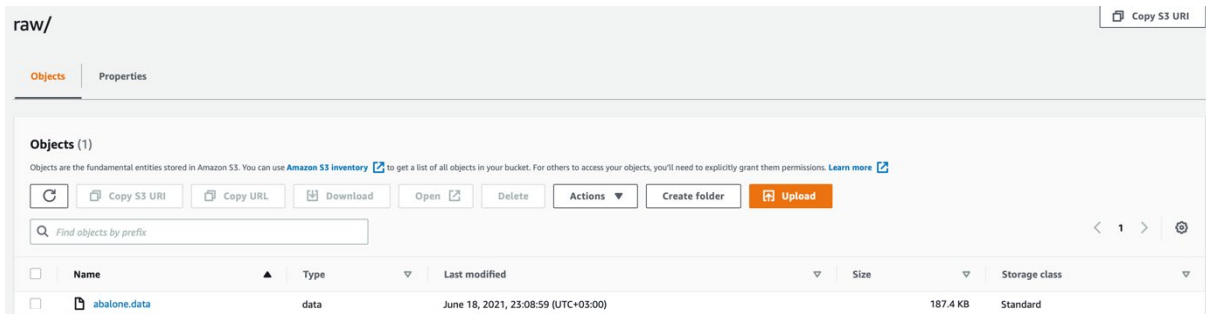 raw/
Copy S3 URI
Objects
Properties
Objects (1)
Objects are the fundamental entities stored in Amazon S3. You can use Amazon S3 inventory to get a list of all objects in your bucket. For others to access your objects, you'll need to explicitly grant them permissions. Learn more
Copy S3 URI Copy URL Download Open Delete Actions Create folder Upload
Find objects by prefix
1
Name Type Last modified Size Storage class
abalone.data data June 18, 2021, 23:08:59 (UTC+03:00) 187.4 KB Standard